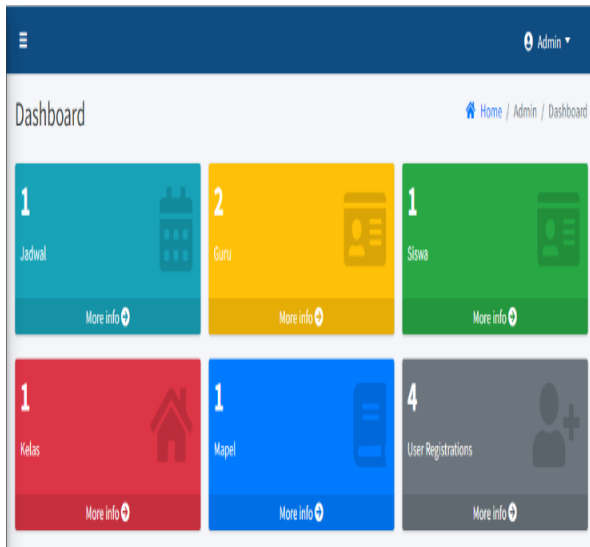 Admin
Dashboard
Home / Admin / Dashboard
1
Jadwal
More info
2
Guru
More info
1
Siswa
More info
1
Kelas
More info
1
Mapel
More info
4
User Registrations
More info